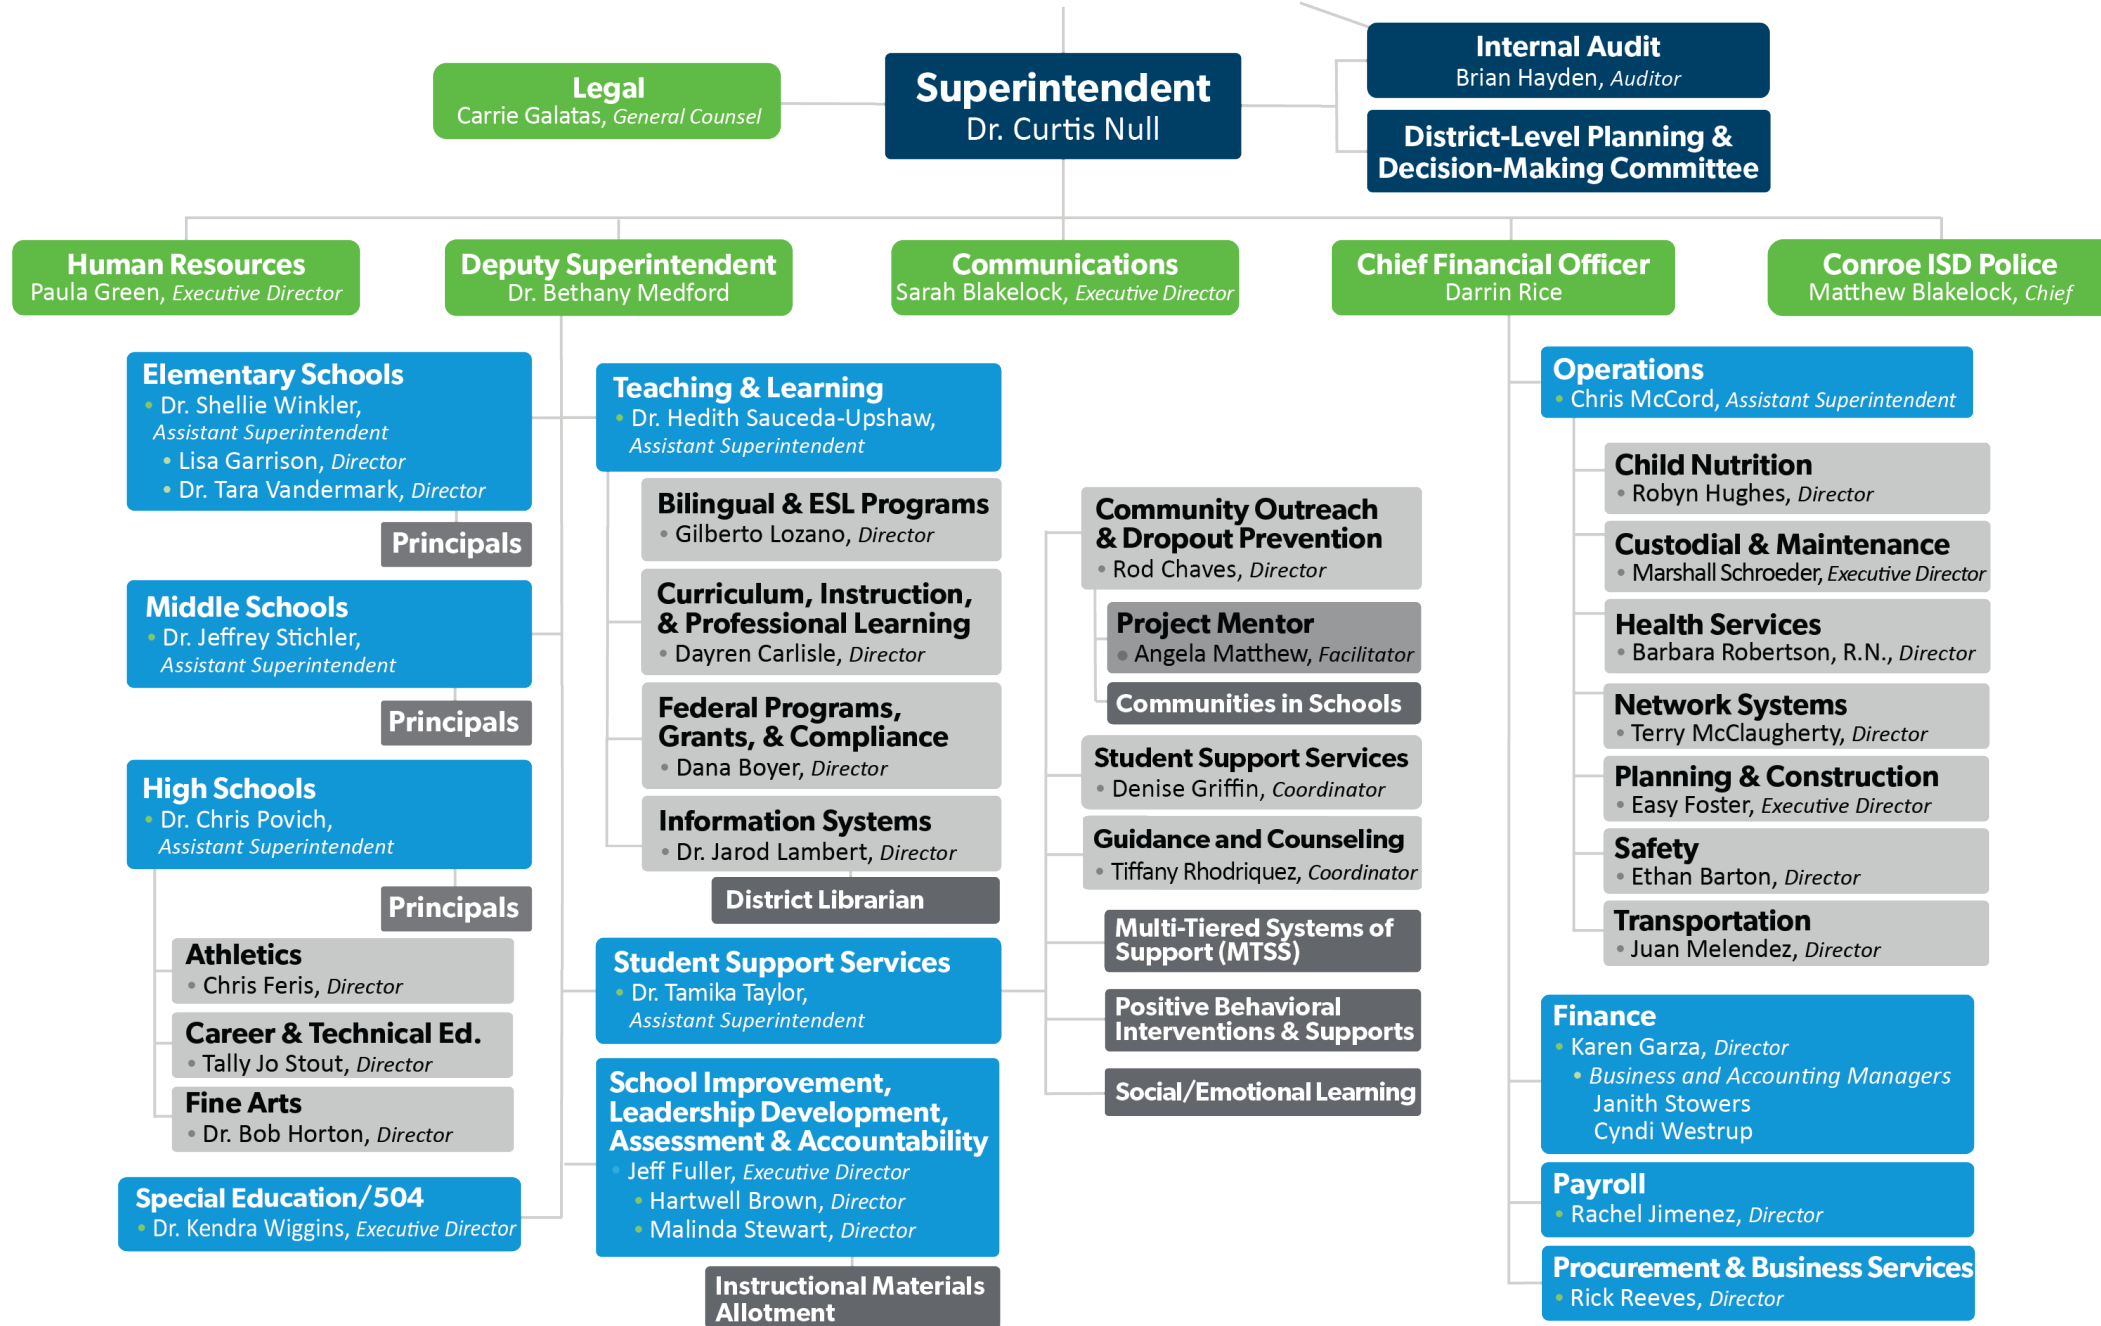 Legal
Carrie Galatas, General Counsel
Superintendent
Dr. Curtis Null
Internal Audit
Brian Hayden, Auditor
District-Level Planning &
Decision-Making Committee
Human Resources
Paula Green, Executive Director
Deputy Superintendent
Dr. Bethany Medford
Communications
Sarah Blakelock, Executive Director
Chief Financial Officer
Darrin Rice
Conroe ISD Police
Matthew Blakelock, Chief
Elementary Schools
• Dr. Shellie Winkler,
Assistant Superintendent
• Lisa Garrison, Director
• Dr. Tara Vandermark, Director
Principals
Middle Schools
• Dr. Jeffrey Stichler,
Assistant Superintendent
Principals
High Schools
• Dr. Chris Povich,
Assistant Superintendent
Principals
Athletics
• Chris Feris, Director
Career & Technical Ed.
• Tally Jo Stout, Director
Fine Arts
• Dr. Bob Horton, Director
Special Education/504
• Dr. Kendra Wiggins, Executive Director
Teaching & Learning
• Dr. Hedith Sauceda-Upshaw,
Assistant Superintendent
Bilingual & ESL Programs
• Gilberto Lozano, Director
Curriculum, Instruction,
& Professional Learning
• Dayren Carlisle, Director
Federal Programs,
Grants, & Compliance
• Dana Boyer, Director
Information Systems
• Dr. Jarod Lambert, Director
District Librarian
Student Support Services
• Dr. Tamika Taylor,
Assistant Superintendent
School Improvement,
Leadership Development,
Assessment & Accountability
• Jeff Fuller, Executive Director
• Hartwell Brown, Director
• Malinda Stewart, Director
Instructional Materials
Allotment
Community Outreach
& Dropout Prevention
• Rod Chaves, Director
Project Mentor
• Angela Matthew, Facilitator
Communities in Schools
Student Support Services
• Denise Griffin, Coordinator
Guidance and Counseling
• Tiffany Rhodriquez, Coordinator
Multi-Tiered Systems of
Support (MTSS)
Positive Behavioral
Interventions & Supports
Social/Emotional Learning
Operations
• Chris McCord, Assistant Superintendent
Child Nutrition
• Robyn Hughes, Director
Custodial & Maintenance
• Marshall Schroeder, Executive Director
Health Services
• Barbara Robertson, R.N., Director
Network Systems
• Terry McClaugherty, Director
Planning & Construction
• Easy Foster, Executive Director
Safety
• Ethan Barton, Director
Transportation
• Juan Melendez, Director
Finance
• Karen Garza, Director
• Business and Accounting Managers
Janith Stowers
Cyndi Westrup
Payroll
• Rachel Jimenez, Director
Procurement & Business Services
• Rick Reeves, Director